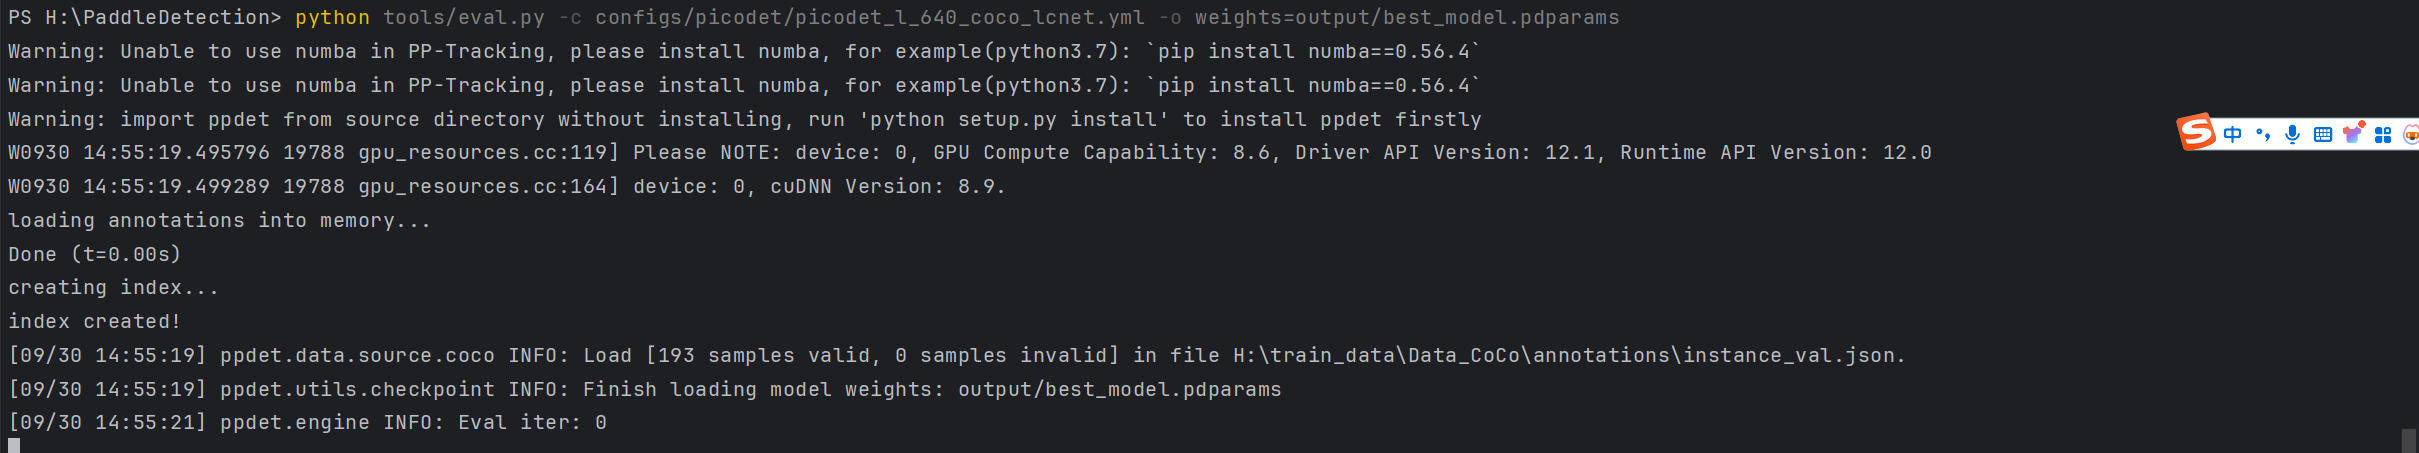 PS H:\PaddleDetection> python tools/eval.py -c configs/picodet/picodet_l_640_coco_lcnet.yml -o weights=output/best_model.pdparams
Warning: Unable to use numba in PP-Tracking, please install numba, for example(python3.7): `pip install numba==0.56.4`
Warning: Unable to use numba in PP-Tracking, please install numba, for example(python3.7): `pip install numba==0.56.4`
Warning: import ppdet from source directory without installing, run 'python setup.py install' to install ppdet firstly
S 中
W0930 14:55:19.495796 19788 gpu_resources.cc:119] Please NOTE: device: 0, GPU Compute Capability: 8.6, Driver API Version: 12.1, Runtime API Version: 12.0
W0930 14:55:19.499289 19788 gpu_resources.cc:164] device: 0, cuDNN Version: 8.9.
loading annotations into memory...
Done (t=0.00s)
creating index...
index created!
[09/30 14:55:19] ppdet.data.source.coco INFO: Load [193 samples valid, 0 samples invalid] in file H:\train_data\Data_CoCo\annotations\instance_val.json.
[09/30 14:55:19] ppdet.utils.checkpoint INFO: Finish loading model weights: output/best_model.pdparams
[09/30 14:55:21] ppdet.engine INFO: Eval iter: 0